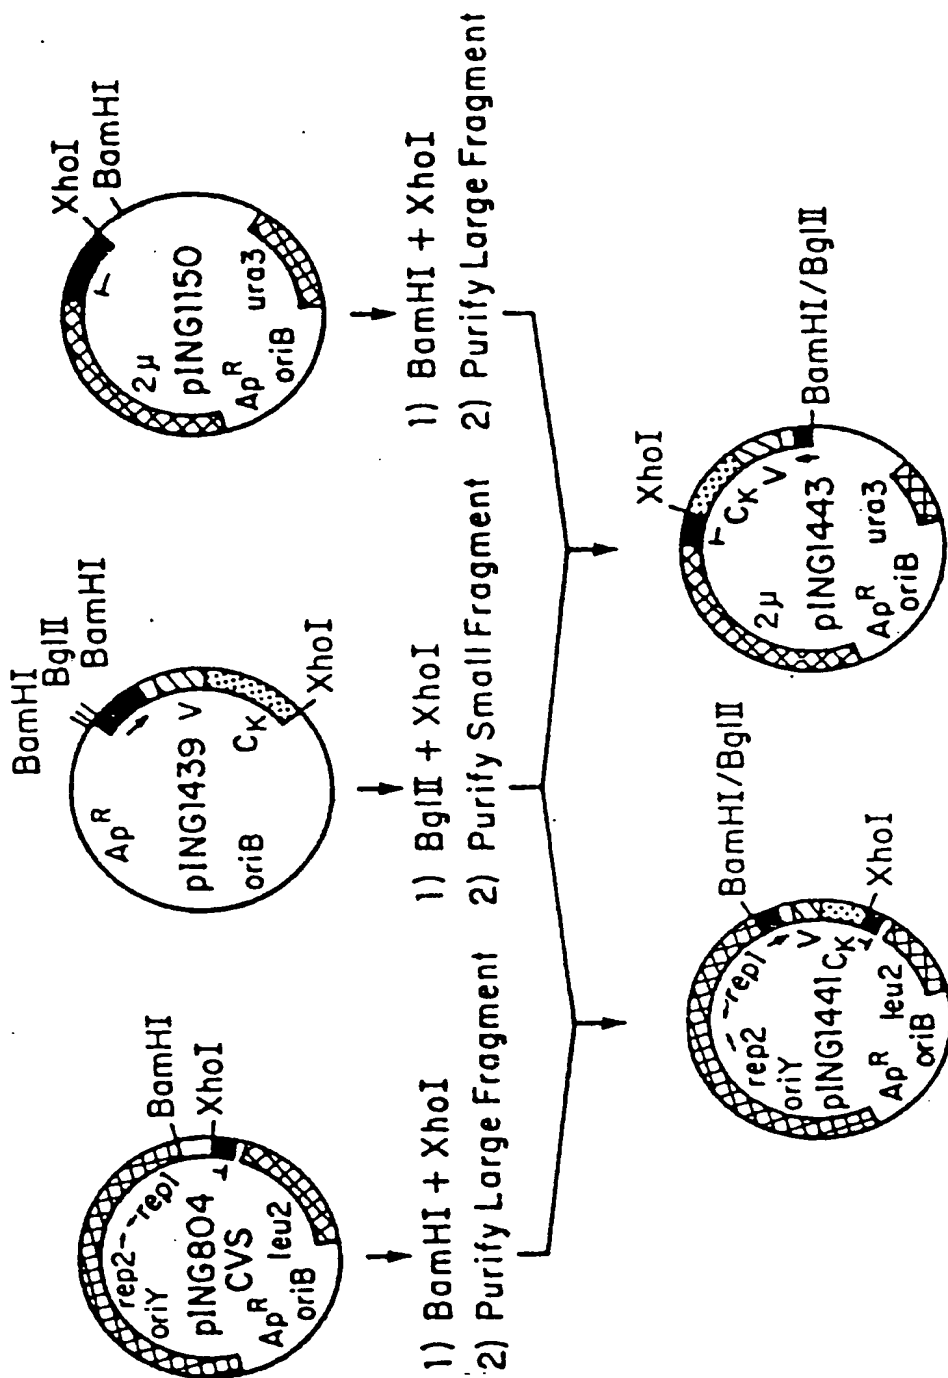 BamHI
XhoI
rep2
rep1
oriY
pING804
CVS
Ap^R
leu2
oriB
1) BamHI + XhoI
2) Purify Large Fragment
BamHI
BglII
BamHI
Ap^R
pING1439
V
C_K
oriB
XhoI
1) BglII + XhoI
2) Purify Small Fragment
XhoI
BamHI
T
2μ
pING1150
Ap^R
ura3
oriB
1) BamHI + XhoI
2) Purify Large Fragment
BamHI/BglII
rep1
rep2
oriY
V
pING1441
C_K
XhoI
Ap^R
leu2
oriB
XhoI
T
C_K
V
2μ
pING1443
BamHI/BglII
Ap^R
ura3
oriB